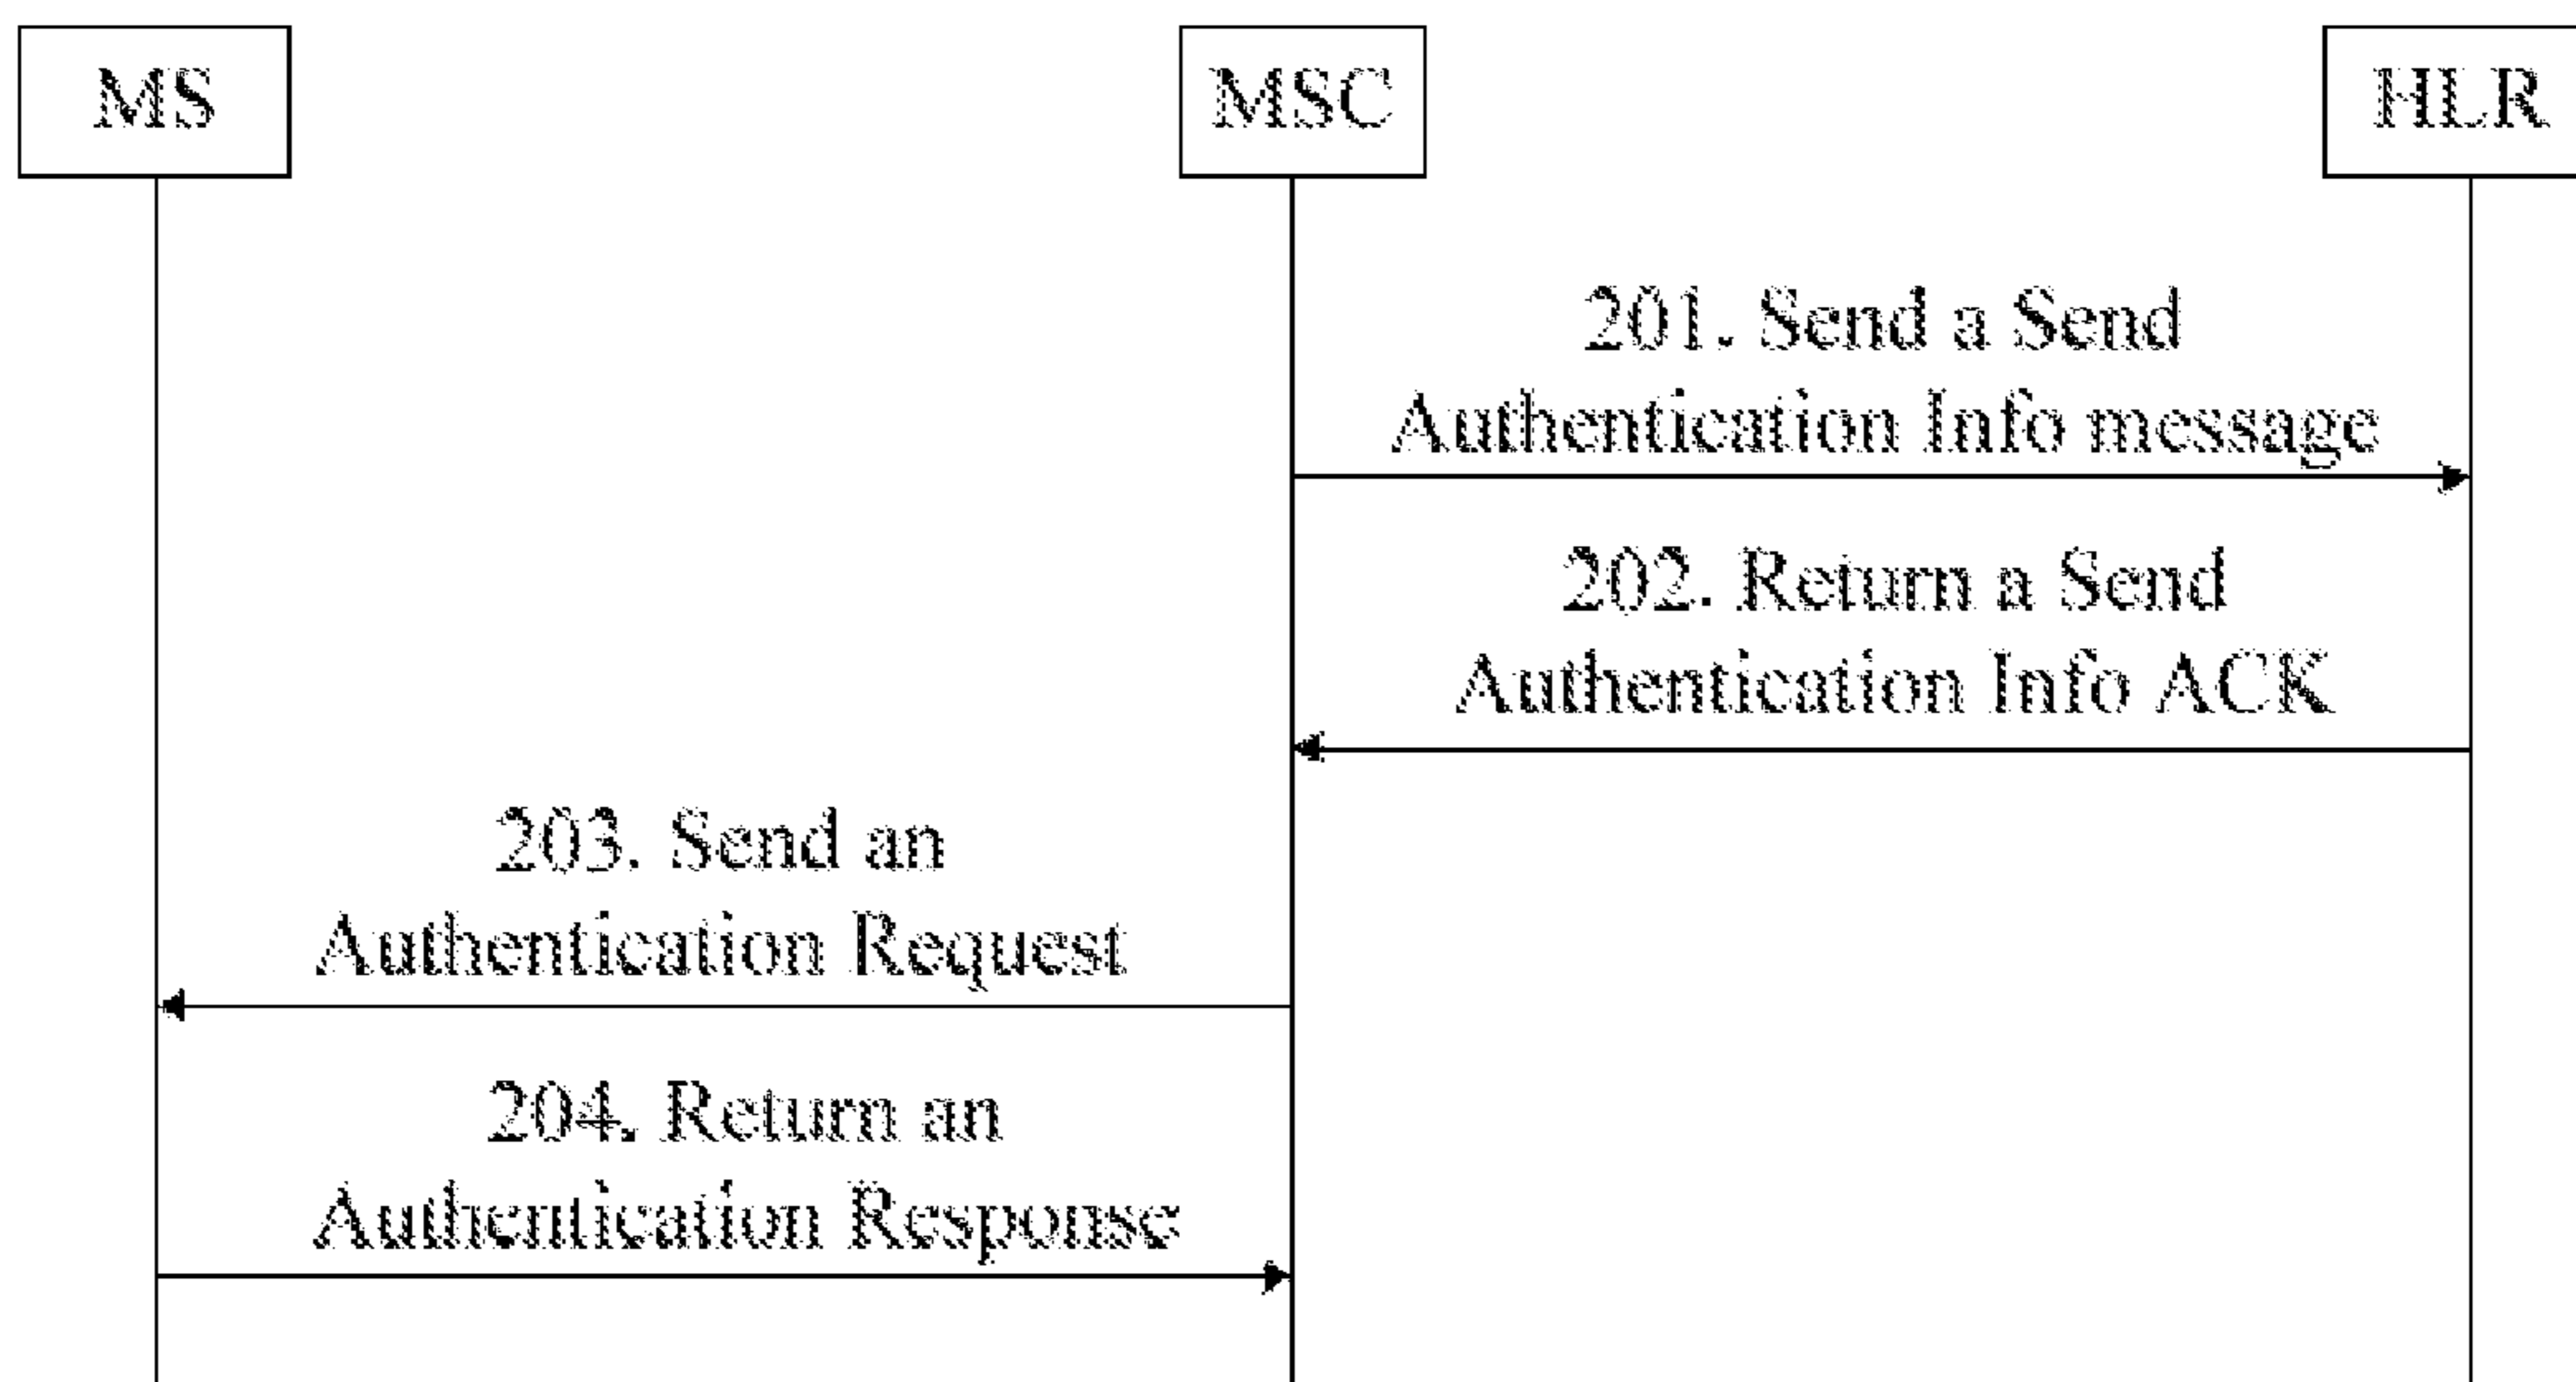 MS
MSC
HLR
201. Send a Send
Authentication Info message
202. Return a Send
Authentication Info ACK
203. Send an
Authentication Request
204. Return an
Authentication Response